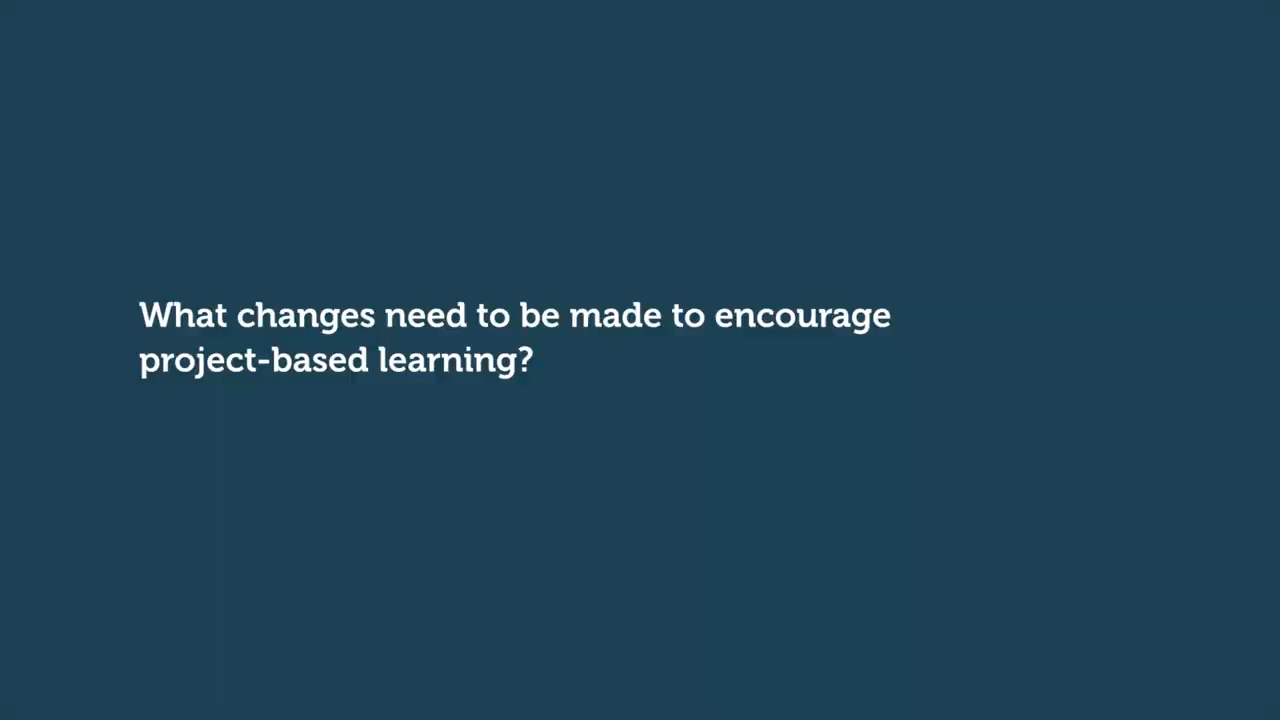 What changes need to be made to encourage
project-based learning?